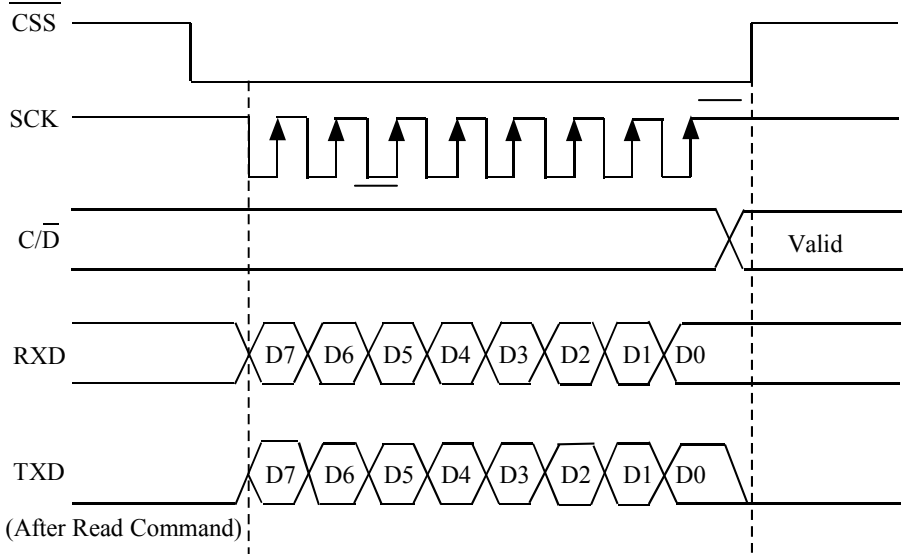 C̅S̅S̅
SCK
C/D̅
Valid
RXD
D7 D6 D5 D4 D3 D2 D1 D0
TXD
D7 D6 D5 D4 D3 D2 D1 D0
(After Read Command)